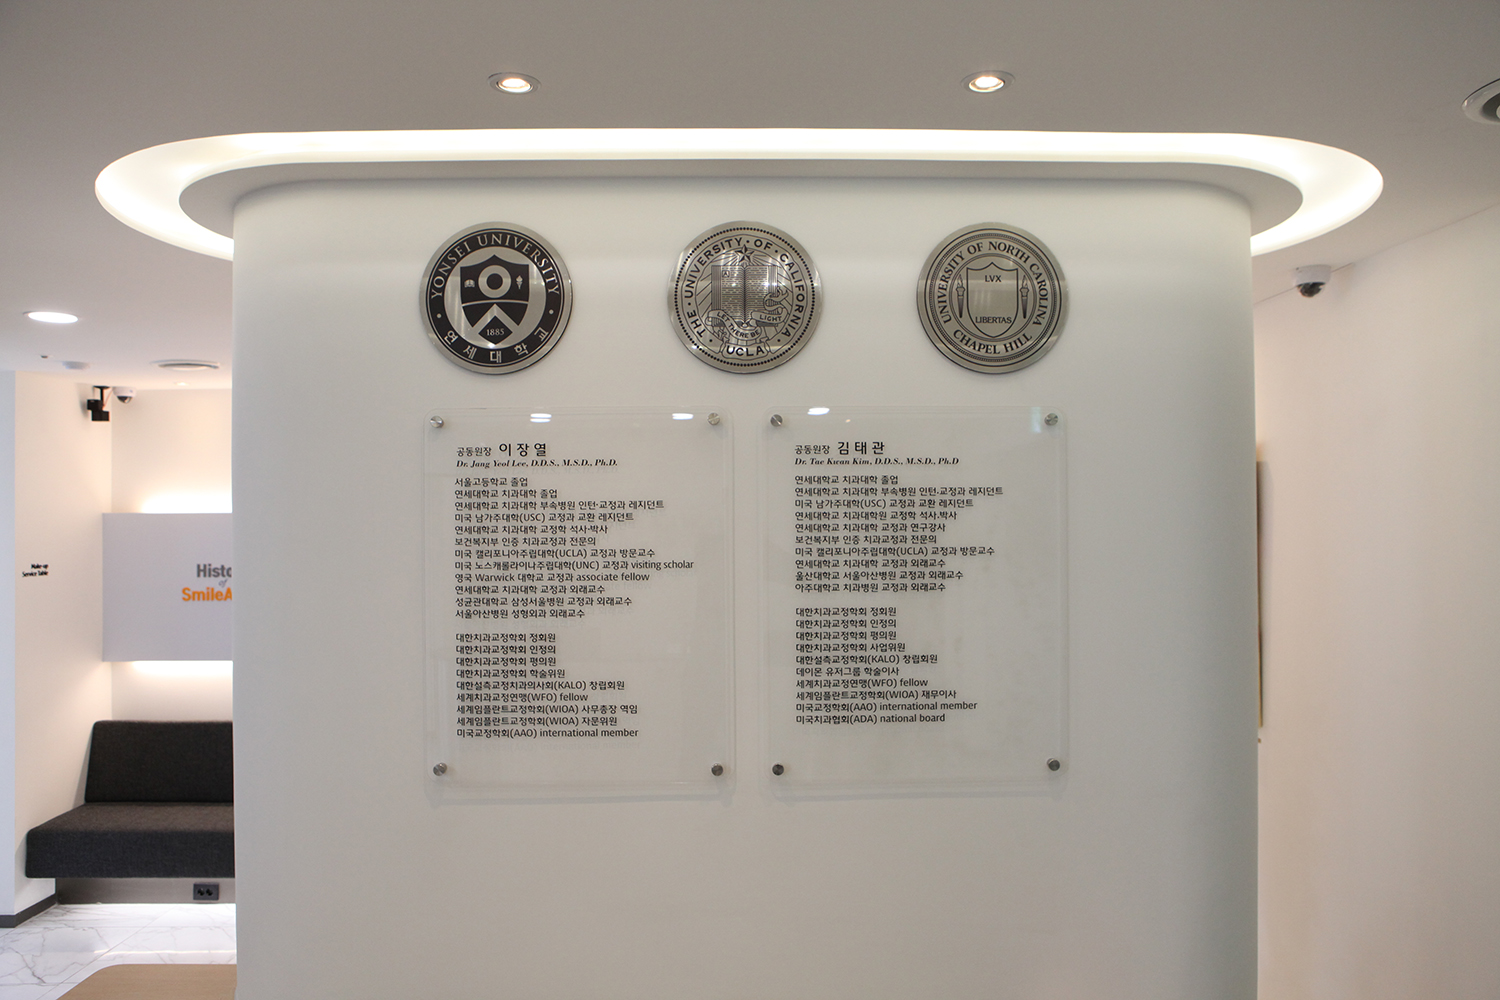 YONSEI UNIVERSITY
1885
연세대학교
THE · UNIVERSITY · OF · CALIFORNIA ·
LET THERE BE LIGHT
UCLA
UNIVERSITY OF NORTH CAROLINA
LVX
LIBERTAS
CHAPEL HILL
공동원장 이장열
Dr. Jang Yeol Lee, D.D.S., M.S.D., Ph.D.
서울고등학교 졸업
연세대학교 치과대학 졸업
연세대학교 치과대학 부속병원 인턴·교정과 레지던트
미국 남가주대학(USC) 교정과 교환 레지던트
연세대학교 치과대학 교정학 석사·박사
보건복지부 인증 치과교정과 전문의
미국 캘리포니아주립대학(UCLA) 교정과 방문교수
미국 노스캐롤라이나주립대학(UNC) 교정과 visiting scholar
영국 Warwick 대학교 교정과 associate fellow
연세대학교 치과대학 교정과 외래교수
성균관대학교 삼성서울병원 교정과 외래교수
서울아산병원 성형외과 외래교수
대한치과교정학회 정회원
대한치과교정학회 인정의
대한치과교정학회 평의원
대한치과교정학회 학술위원
대한설측교정치과의사회(KALO) 창립회원
세계치과교정연맹(WFO) fellow
세계임플란트교정학회(WIOA) 사무총장 역임
세계임플란트교정학회(WIOA) 자문위원
미국교정학회(AAO) international member
공동원장 김태관
Dr. Tae Kwan Kim, D.D.S., M.S.D., Ph.D
연세대학교 치과대학 졸업
연세대학교 치과대학 부속병원 인턴·교정과 레지던트
미국 남가주대학(USC) 교정과 교환 레지던트
연세대학교 치과대학원 교정학 석사·박사
연세대학교 치과대학 교정과 연구강사
보건복지부 인증 치과교정과 전문의
미국 캘리포니아주립대학(UCLA) 교정과 방문교수
연세대학교 치과대학 교정과 외래교수
울산대학교 서울아산병원 교정과 외래교수
아주대학교 치과병원 교정과 외래교수
대한치과교정학회 정회원
대한치과교정학회 인정의
대한치과교정학회 평의원
대한치과교정학회 사업위원
대한설측교정학회(KALO) 창립회원
데이몬 유저그룹 학술이사
세계치과교정연맹(WFO) fellow
세계임플란트교정학회(WIOA) 재무이사
미국교정학회(AAO) international member
미국치과협회(ADA) national board
Make-up
Service Table
Histo
of
SmileA